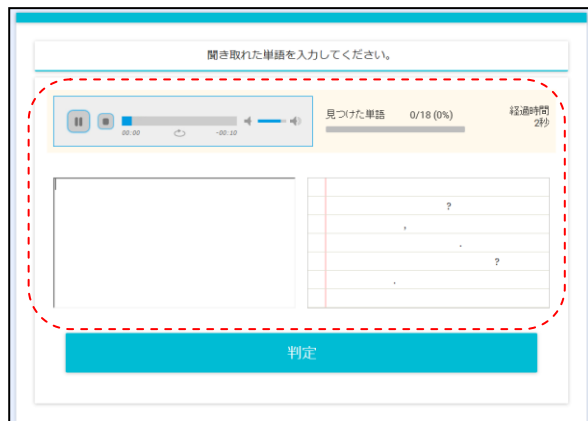 聞き取れた単語を入力してください。
見つけた単語 0/18 (0%)
経過時間
2秒
00:00 -00:10
?
,
.
?
.
判定